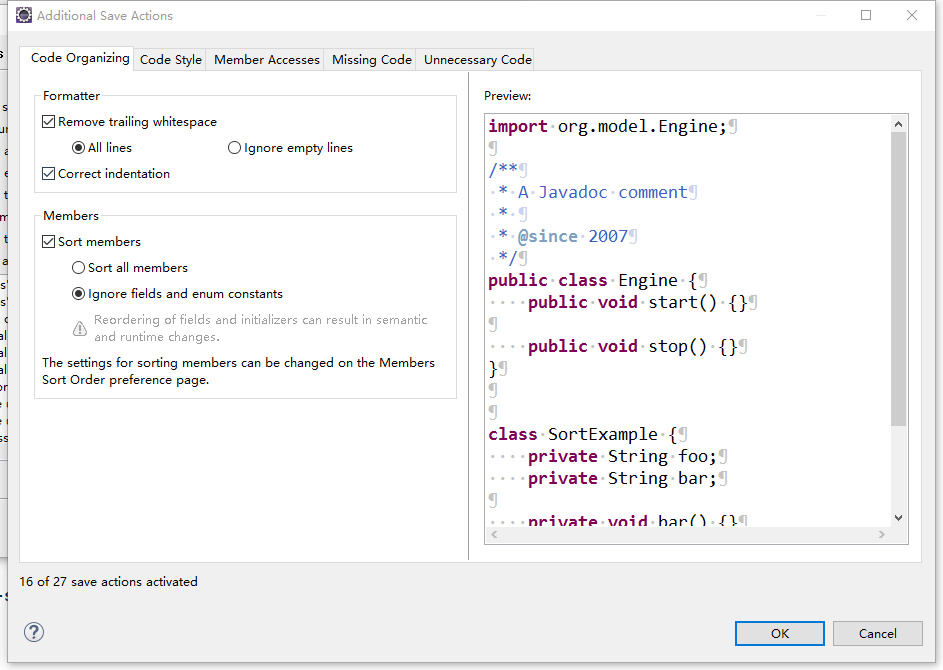 Additional Save Actions
Code Organizing Code Style Member Accesses Missing Code Unnecessary Code
Formatter
Remove trailing whitespace
All lines Ignore empty lines
Correct indentation
Members
Sort members
Sort all members
Ignore fields and enum constants
Reordering of fields and initializers can result in semantic
and runtime changes.
The settings for sorting members can be changed on the Members
Sort Order preference page.
Preview:
import·org.model.Engine;¶
¶
/**¶
·*·A·Javadoc·comment¶
·*·¶
·*·@since·2007¶
·*/¶
public·class·Engine·{¶
····public·void·start()·{}¶
¶
····public·void·stop()·{}¶
}¶
¶
¶
class·SortExample·{¶
····private·String·foo;¶
····private·String·bar;¶
¶
····private·void·bar()·{}¶
16 of 27 save actions activated
?
OK Cancel